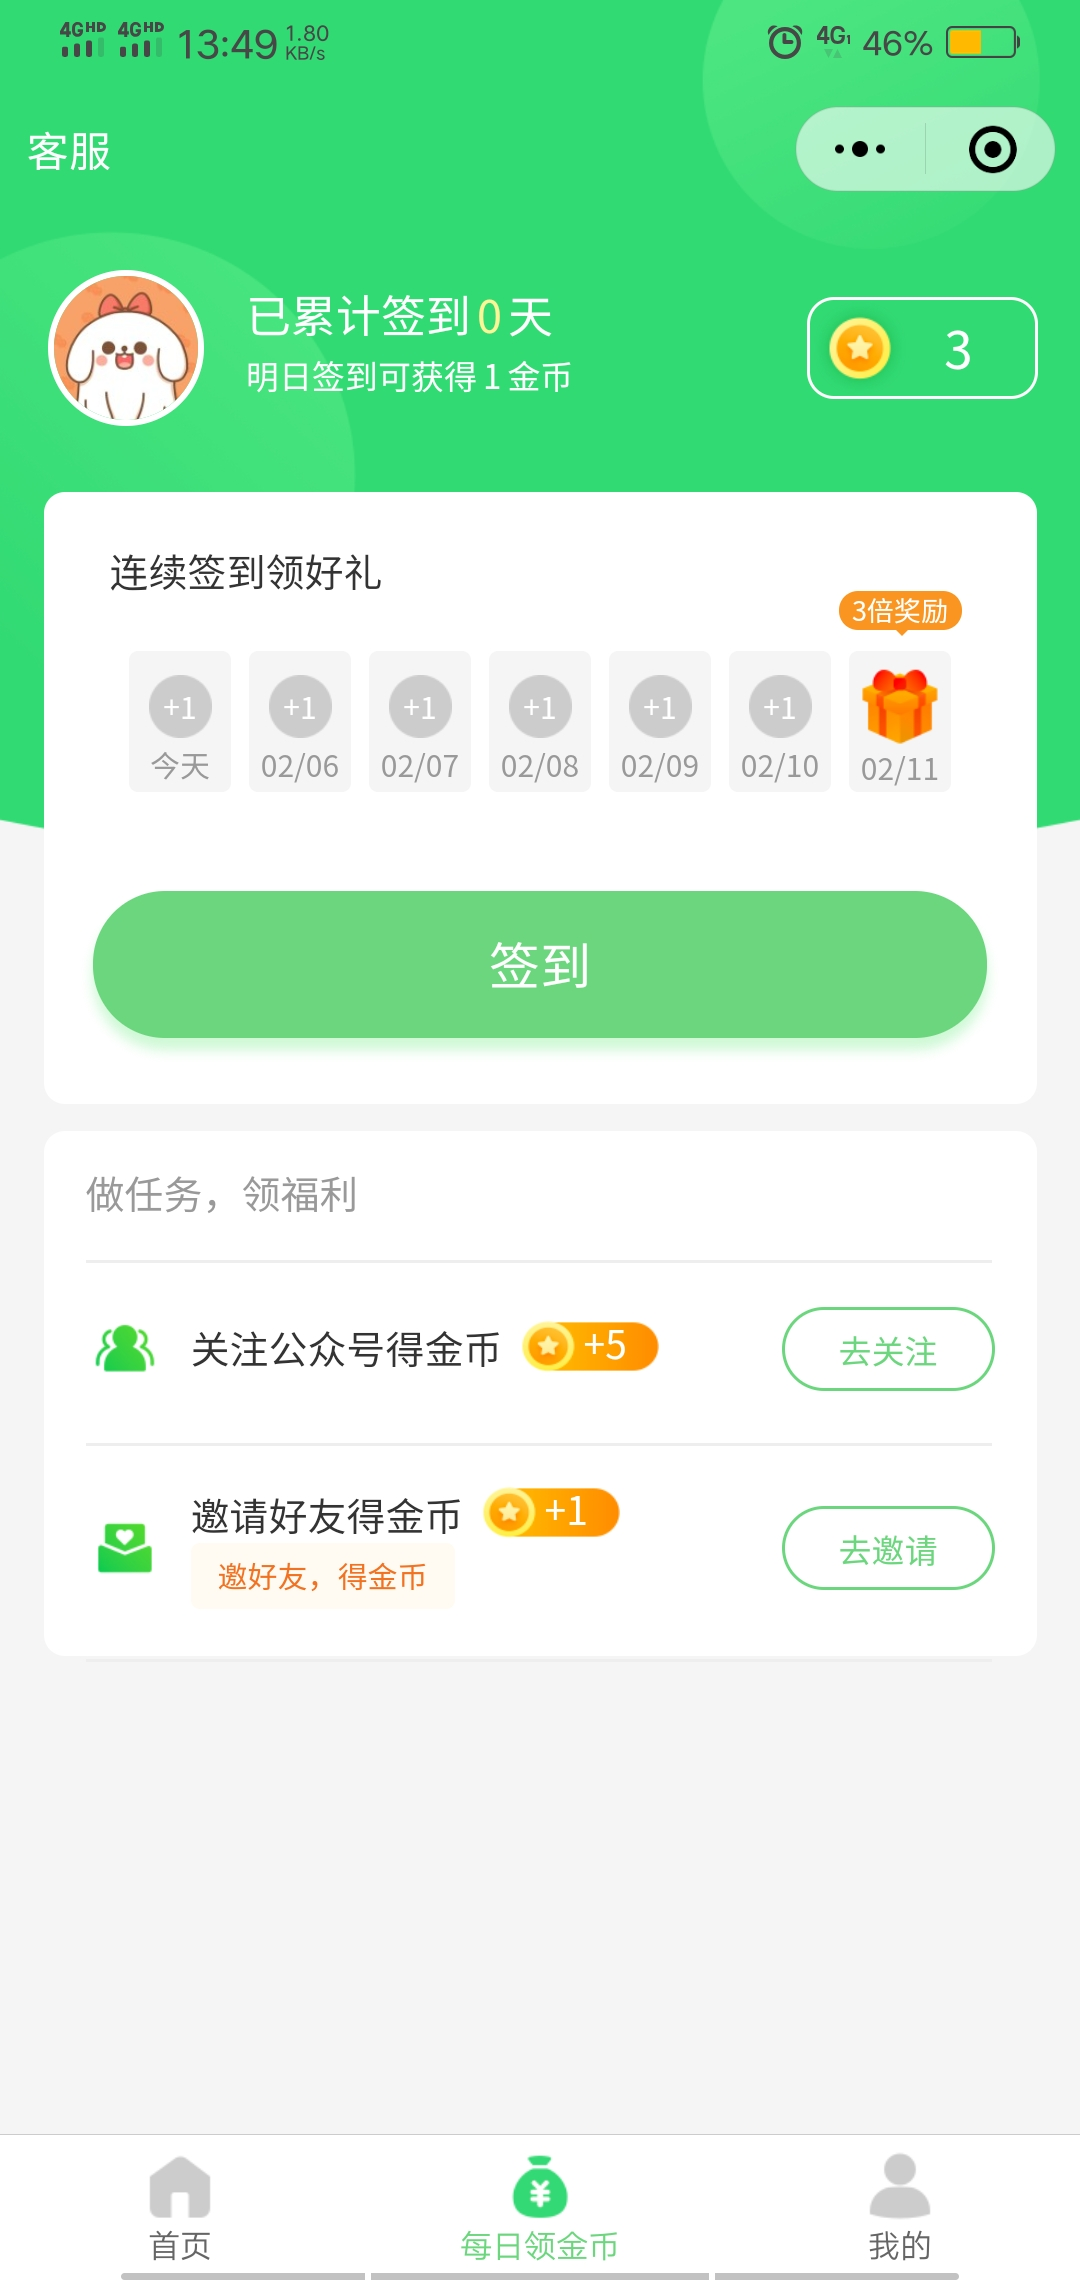 4GHD 4GHD 13:49 1.80 KB/s 4G1 46%
客服
已累计签到0天
明日签到可获得 1 金币
3
连续签到领好礼
3倍奖励
+1 +1 +1 +1 +1 +1
今天 02/06 02/07 02/08 02/09 02/10 02/11
签到
做任务，领福利
关注公众号得金币 +5 去关注
邀请好友得金币 +1
邀好友，得金币
去邀请
¥
首页 每日领金币 我的